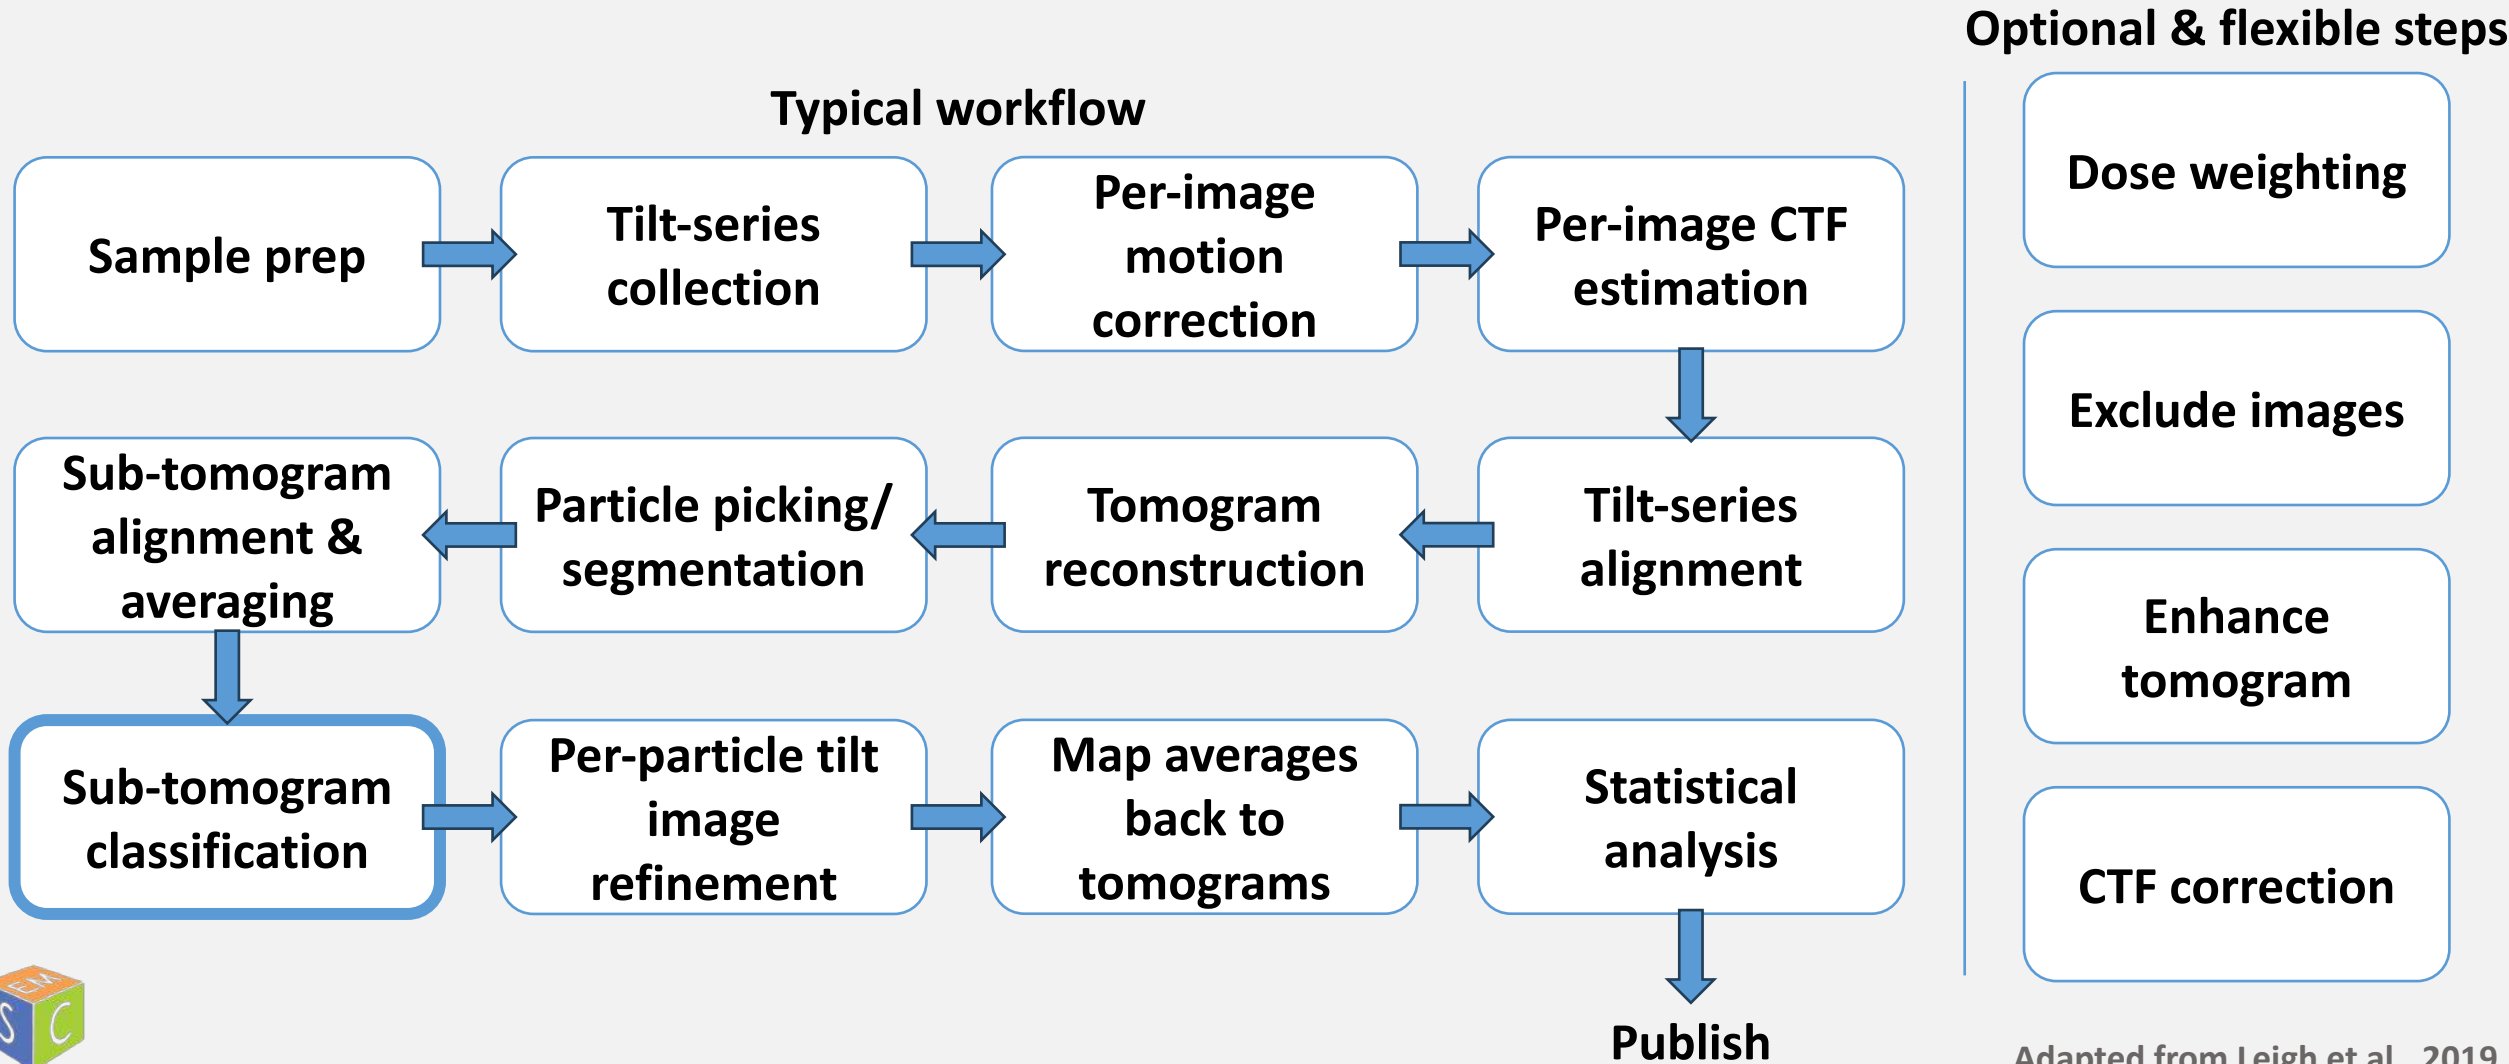 Optional & flexible steps
Typical workflow
Sample prep
Tilt-series
collection
Per-image
motion
correction
Per-image CTF
estimation
Sub-tomogram
alignment &
averaging
Particle picking/
segmentation
Tomogram
reconstruction
Tilt-series
alignment
Sub-tomogram
classification
Per-particle tilt
image
refinement
Map averages
back to
tomograms
Statistical
analysis
Publish
Dose weighting
Exclude images
Enhance
tomogram
CTF correction
EM
S C
Adapted from Leigh et al., 2019